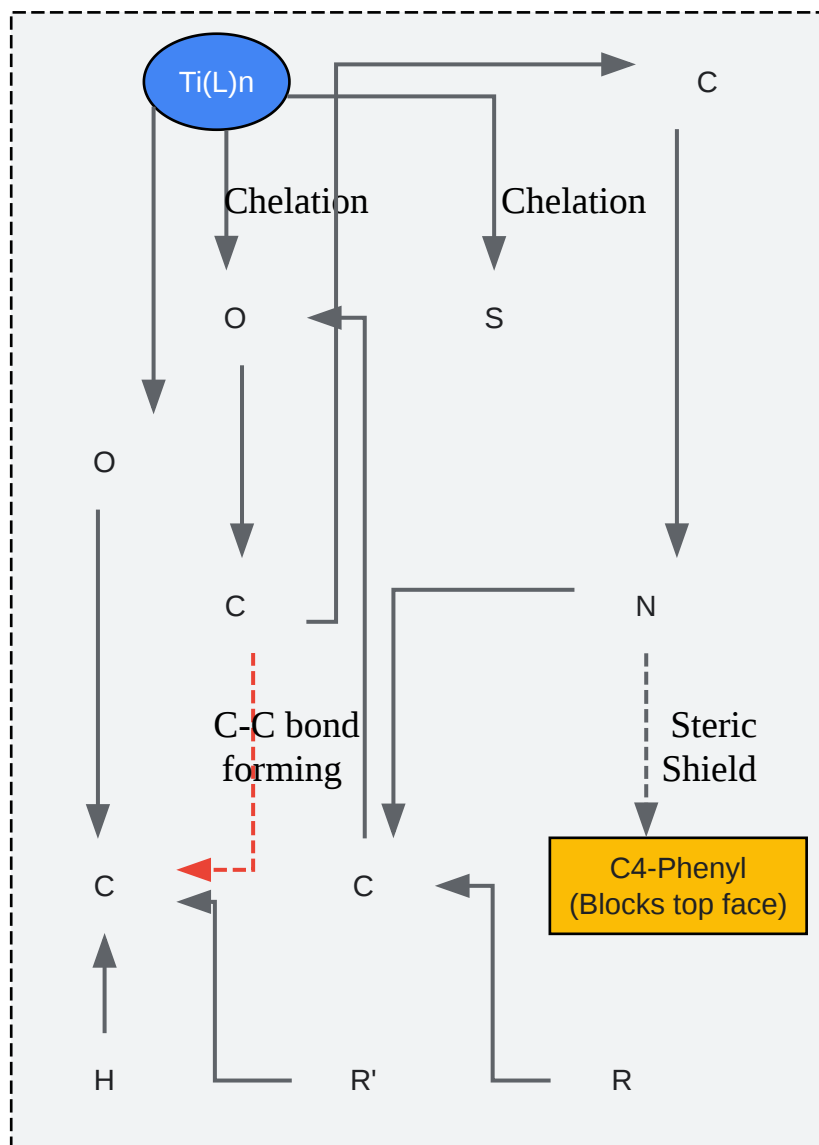 Ti(L)n
C
Chelation
Chelation
O
S
O
C
N
C-C bond
forming
Steric
Shield
C
C
C4-Phenyl
(Blocks top face)
H
R'
R